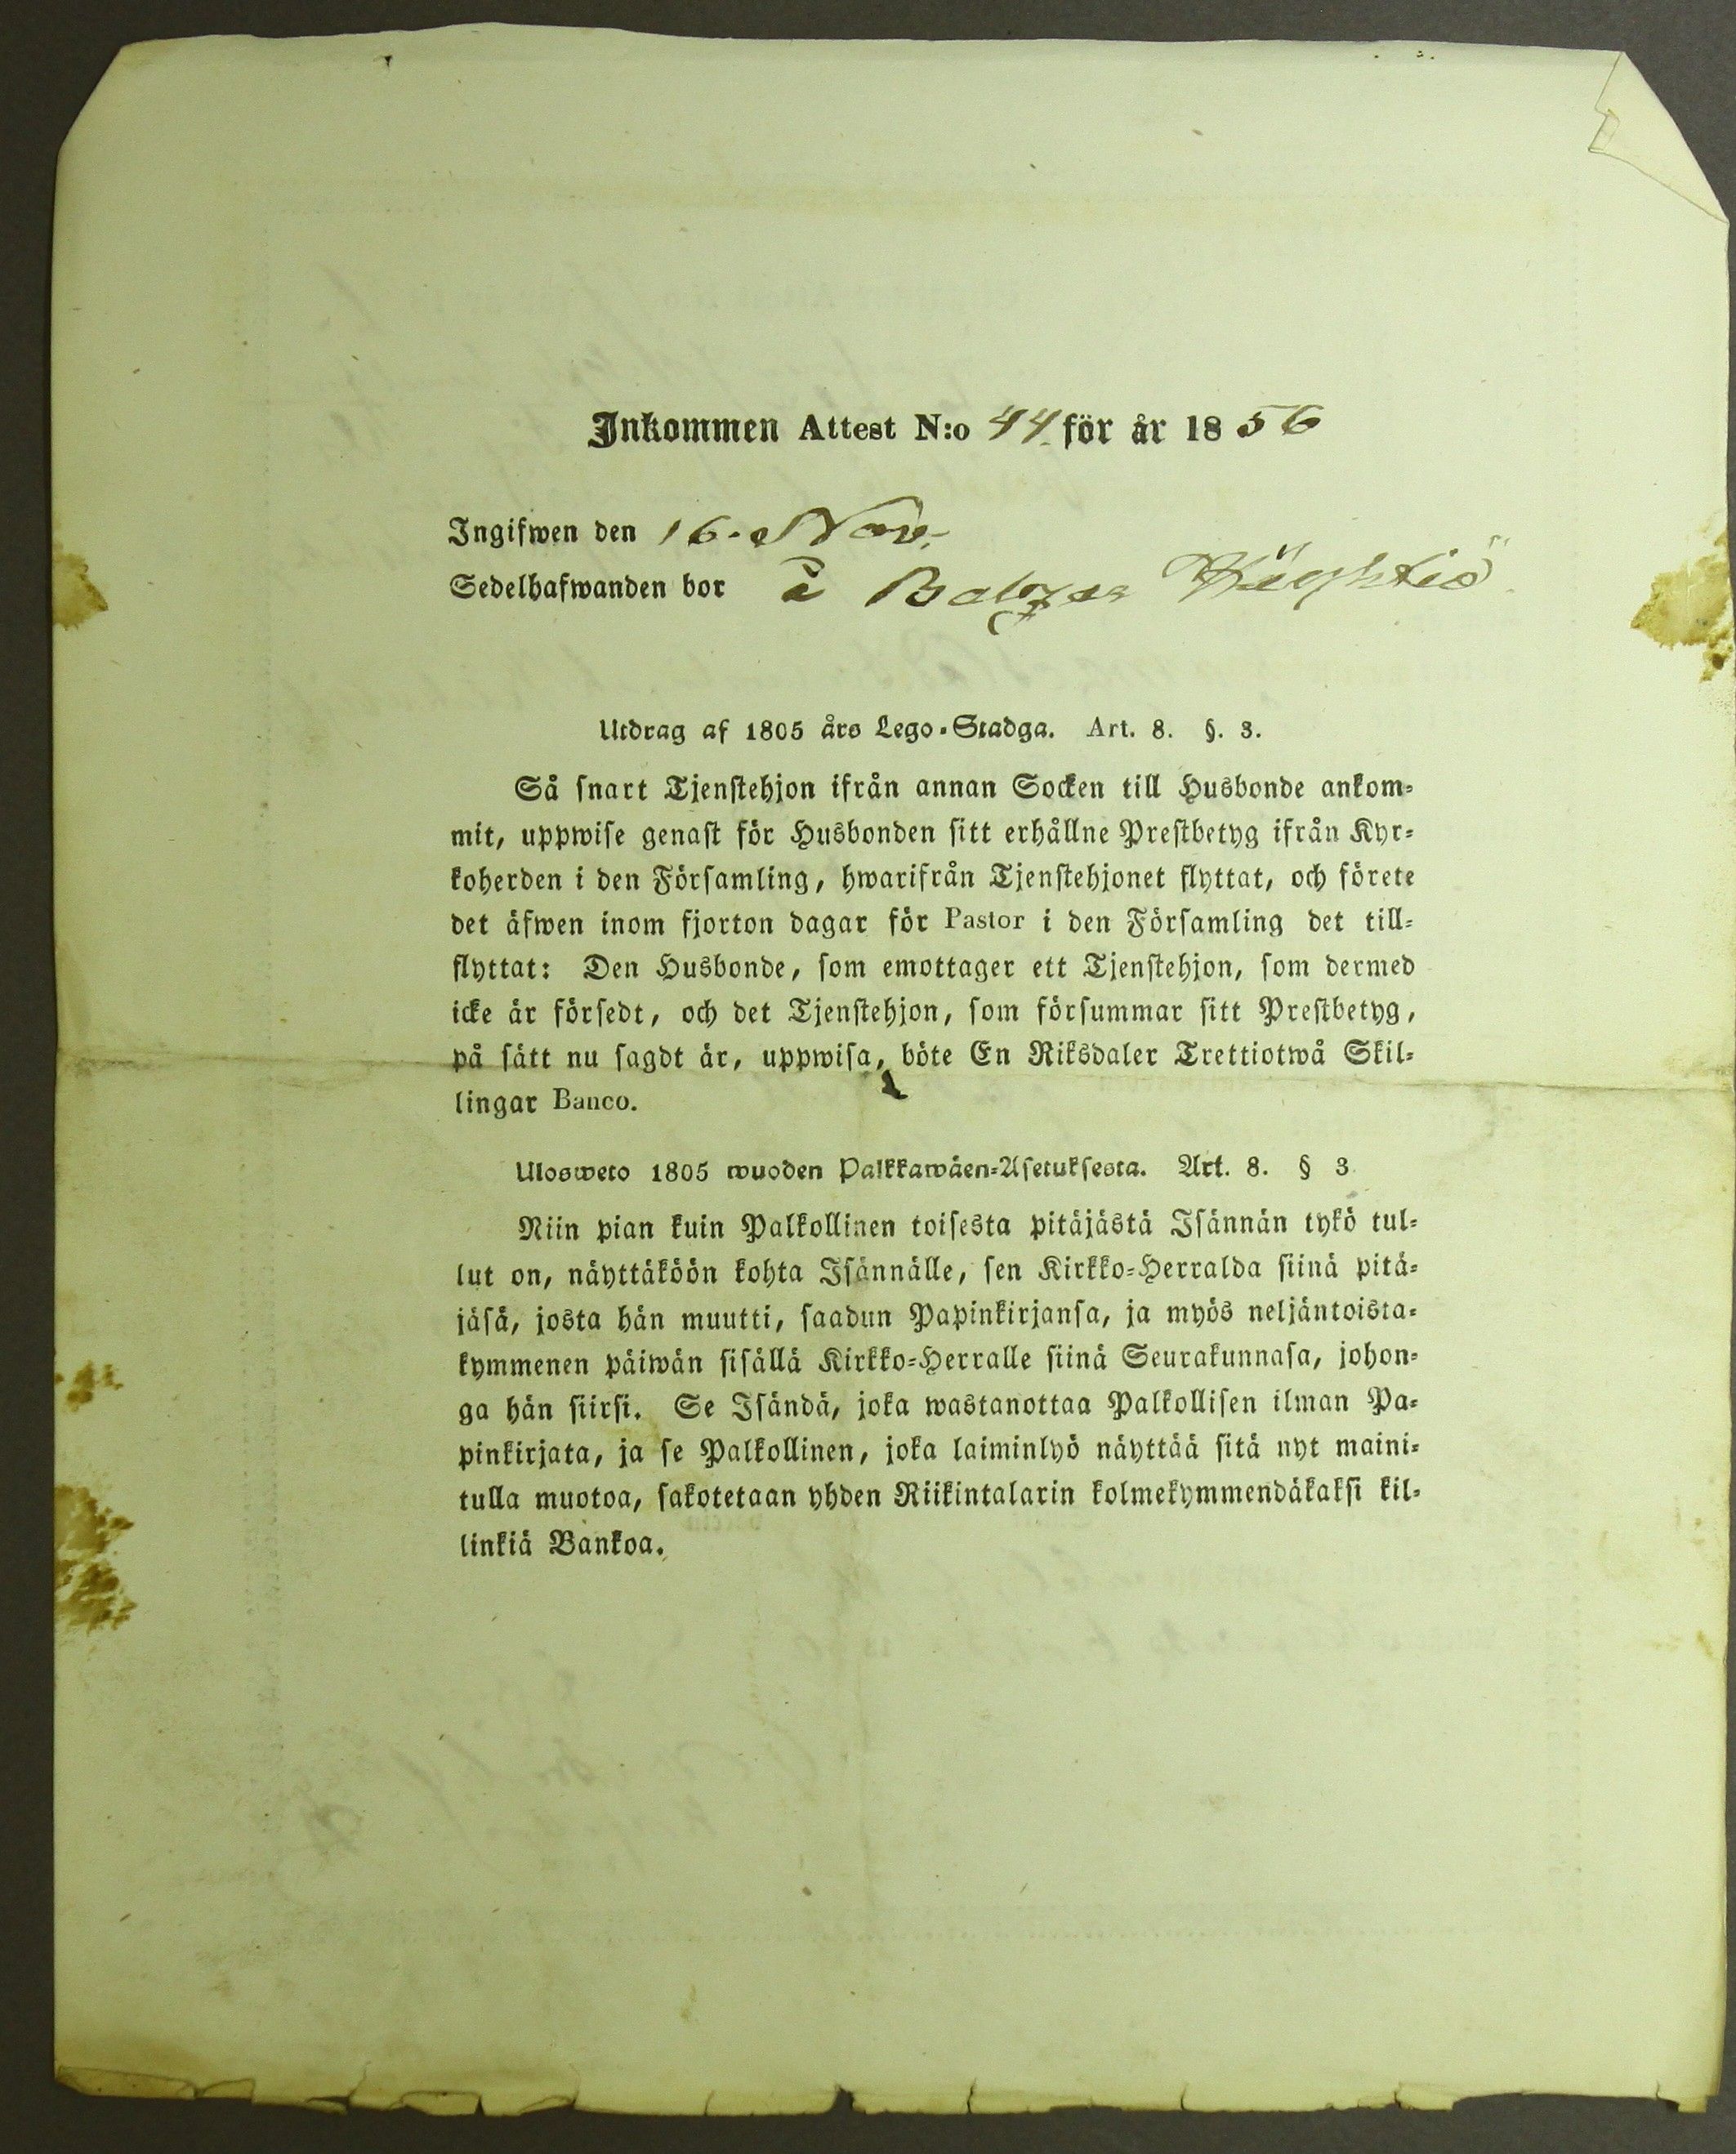 Inkommen Attest N:o 44. för år 1856
Ingifwen den 16. Nov.
Sedelhafwanden bor å Balzar
Utdrag af 1805 års Lego-Stadga. Art. 8. §. 3.
Så snart Tjenstehjon ifrån annan Socken till Husbonde ankom-
mit, uppwise genast för Husbonden sitt erhållne Prestbetyg ifrån Kyr-
koherden i den Församling, hwarifrån Tjenstehjonet flyttat, och förete
det äfwen inom fjorton dagar för Pastor i den Församling det till-
flyttat: Den Husbonde, som emottager ett Tjenstehjon, som dermed
icke är försedt, och det Tjenstehjon, som försummar sitt Prestbetyg,
på sätt nu sagdt är, uppwisa, böte En Riksdaler Trettiotwå Skil-
lingar Banco.
Ulosweto 1805 wuoden Palkkawäen-Asetuksesta. Art. 8. § 3
Niin pian kuin Palkollinen toisesta pitäjästä Isännän tykö tul-
lut on, näyttäköön kohta Isännälle, sen Kirkko-Herralda siinä pitä-
jäsä, josta hän muutti, saadun Papinkirjansa, ja myös neljäntoista-
kymmenen päiwän sisällä Kirkko-Herralle siinä Seurakunnasa, johon-
ga hän siirsi. Se Isändä, joka wastanottaa Palkollisen ilman Pa-
pinkirjata, ja se Palkollinen, joka laiminlyö näyttää sitä nyt maini-
tulla muotoa, sakotetaan yhden Riikintalarin kolmekymmendäkaksi kil-
linkiä Bankoa.